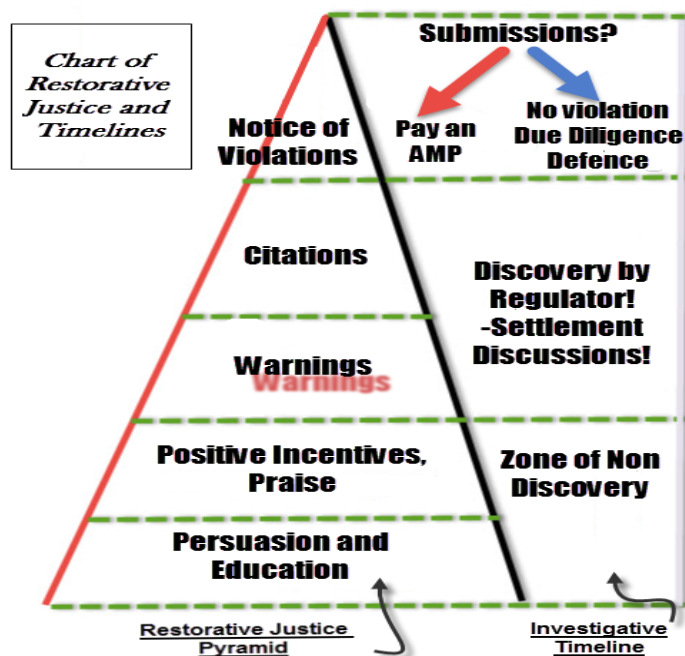 Chart of
Restorative
Justice and
Timelines
Submissions?
Notice of
Violations
Pay an
AMP
No violation
Due Diligence
Defence
Citations
Discovery by
Regulator!
-Settlement
Discussions!
Warnings
Warnings
Positive Incentives,
Praise
Zone of Non
Discovery
Persuasion and
Education
Restorative Justice
Pyramid
Investigative
Timeline